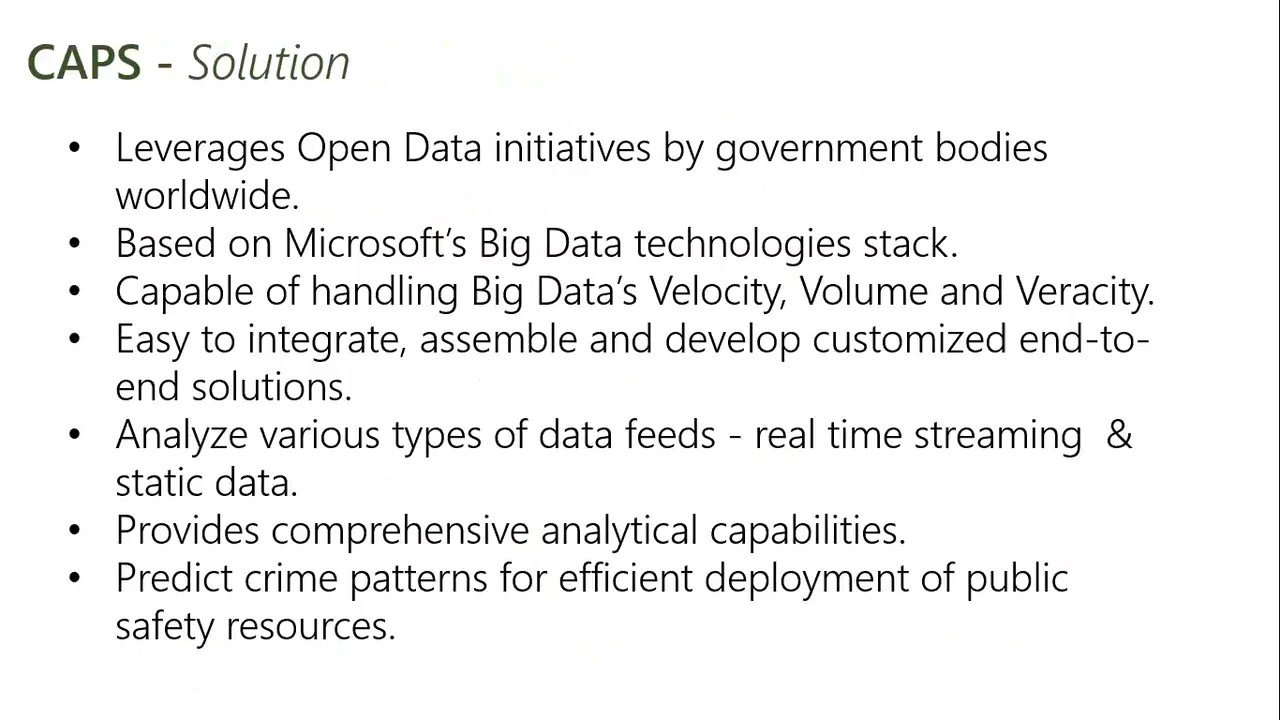 CAPS - Solution
• Leverages Open Data initiatives by government bodies
worldwide.
• Based on Microsoft’s Big Data technologies stack.
• Capable of handling Big Data’s Velocity, Volume and Veracity.
• Easy to integrate, assemble and develop customized end-to-
end solutions.
• Analyze various types of data feeds - real time streaming  &
static data.
• Provides comprehensive analytical capabilities.
• Predict crime patterns for efficient deployment of public
safety resources.